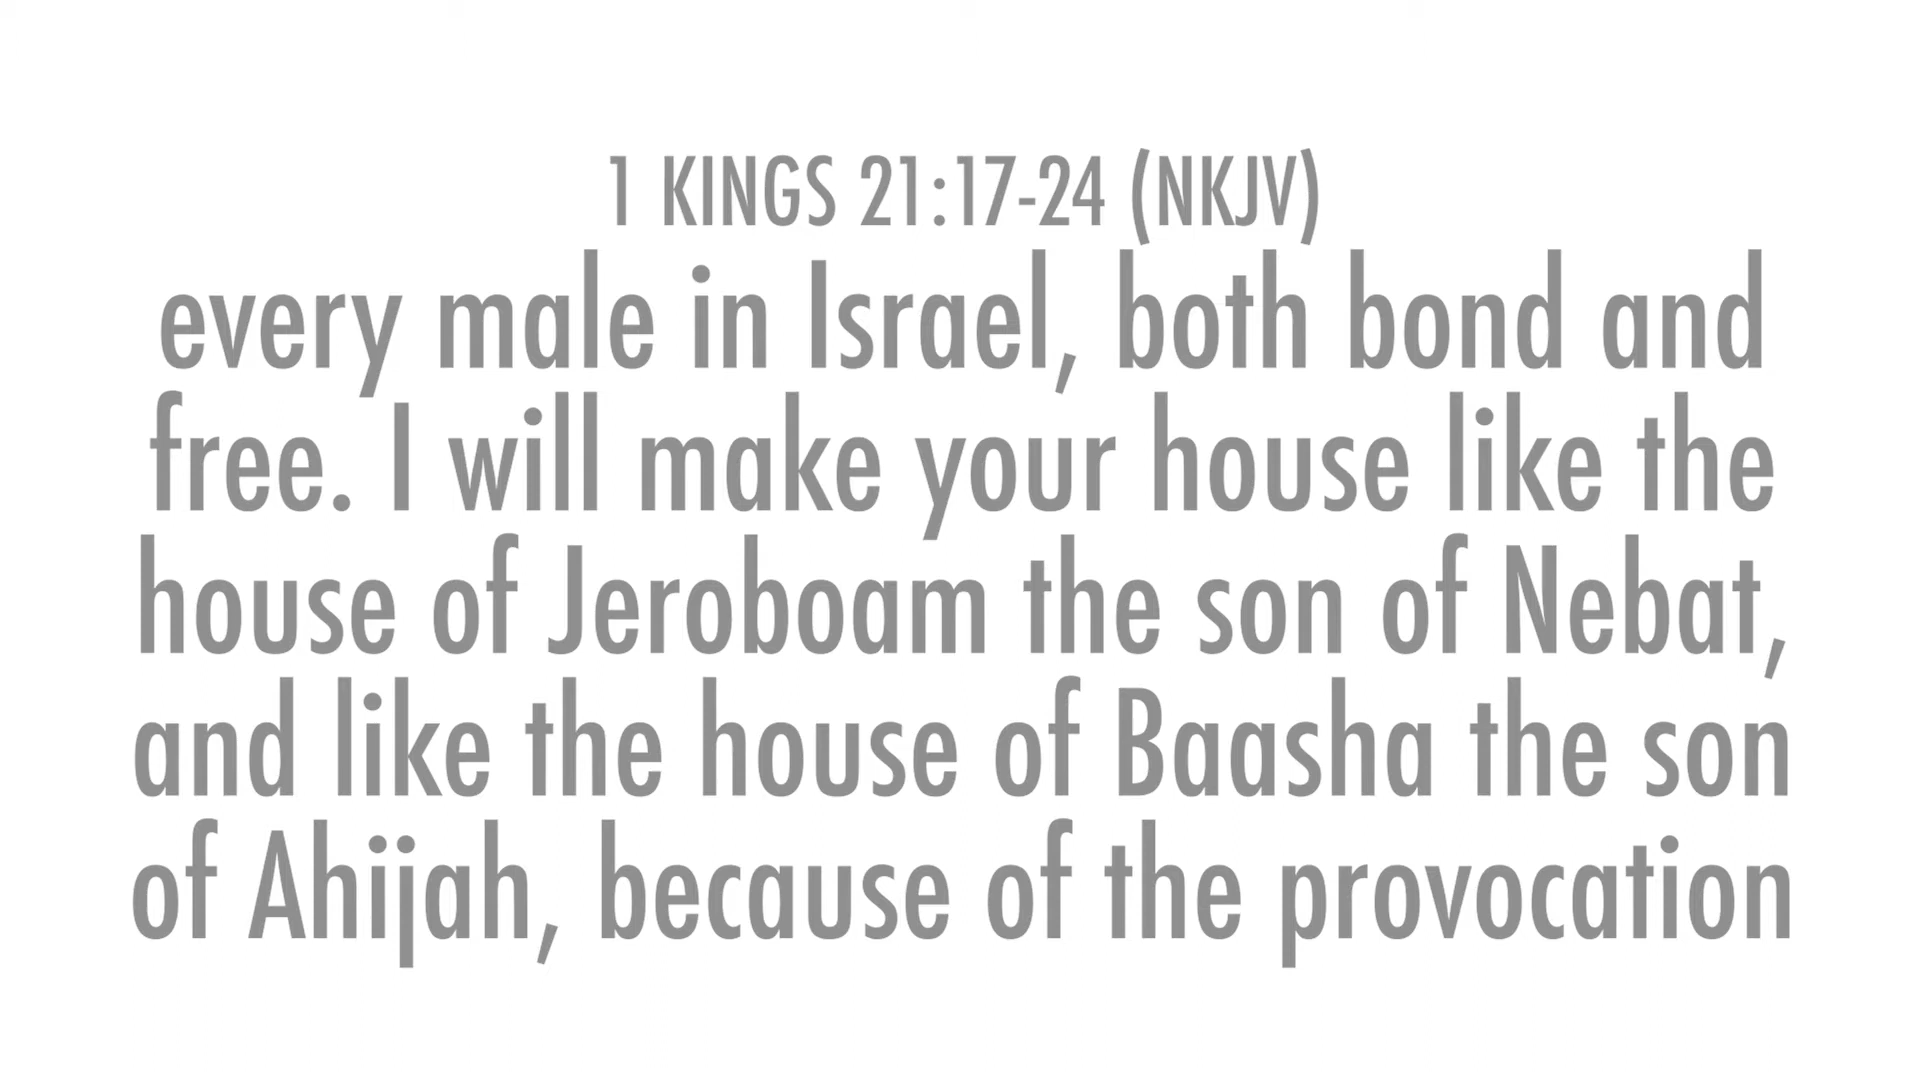 1 KINGS 21:17-24 (NKJV)
every male in Israel, both bond and
free. I will make your house like the
house of Jeroboam the son of Nebat,
and like the house of Baasha the son
of Ahijah, because of the provocation